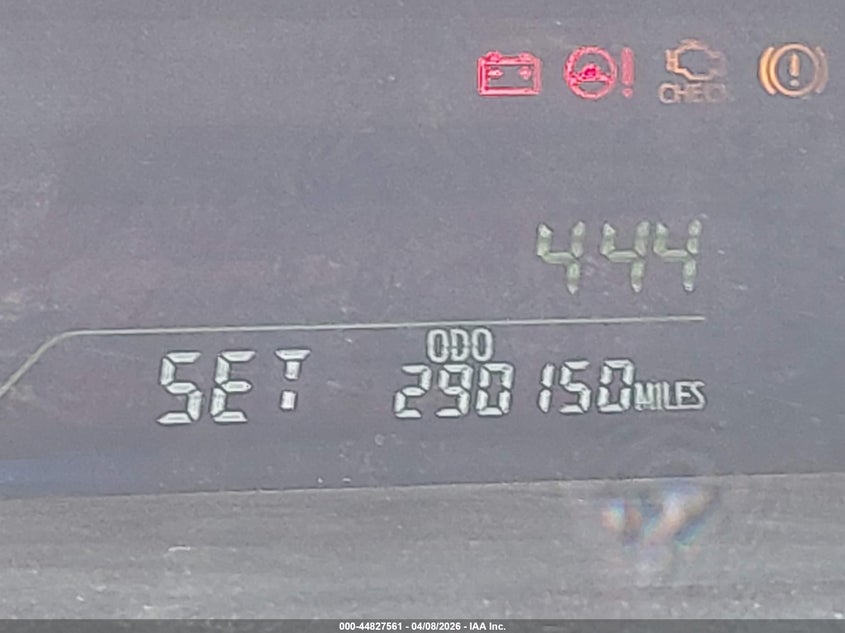 CHECK
444
ODO
SET 290150 MILES
000-44827561 - 04/08/2026 - IAA Inc.